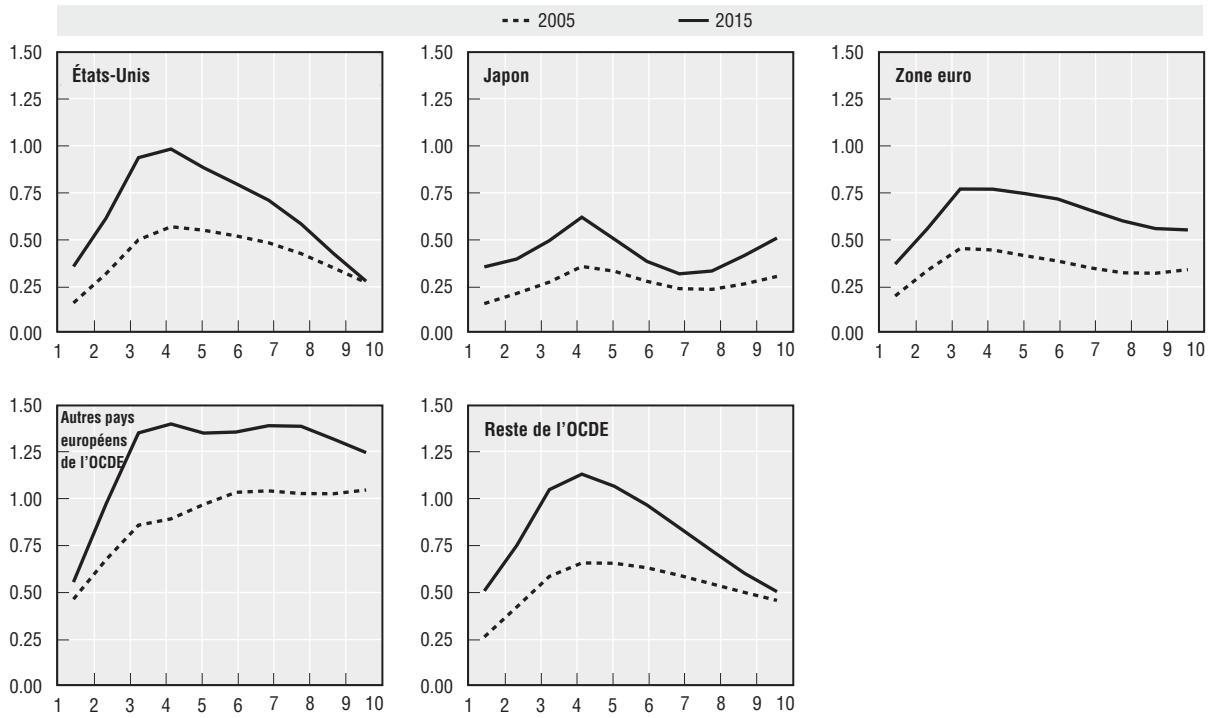 2005 2015
1.50 1.50 1.50
États-Unis Japon Zone euro
1.25 1.25 1.25
1.00 1.00 1.00
0.75 0.75 0.75
0.50 0.50 0.50
0.25 0.25 0.25
0.00 0.00 0.00
1 2 3 4 5 6 7 8 9 10 1 2 3 4 5 6 7 8 9 10 1 2 3 4 5 6 7 8 9 10
1.50 1.50
Autres pays
européens Reste de l'OCDE
de l'OCDE
1.25 1.25
1.00 1.00
0.75 0.75
0.50 0.50
0.25 0.25
0.00 0.00
1 2 3 4 5 6 7 8 9 10 1 2 3 4 5 6 7 8 9 10